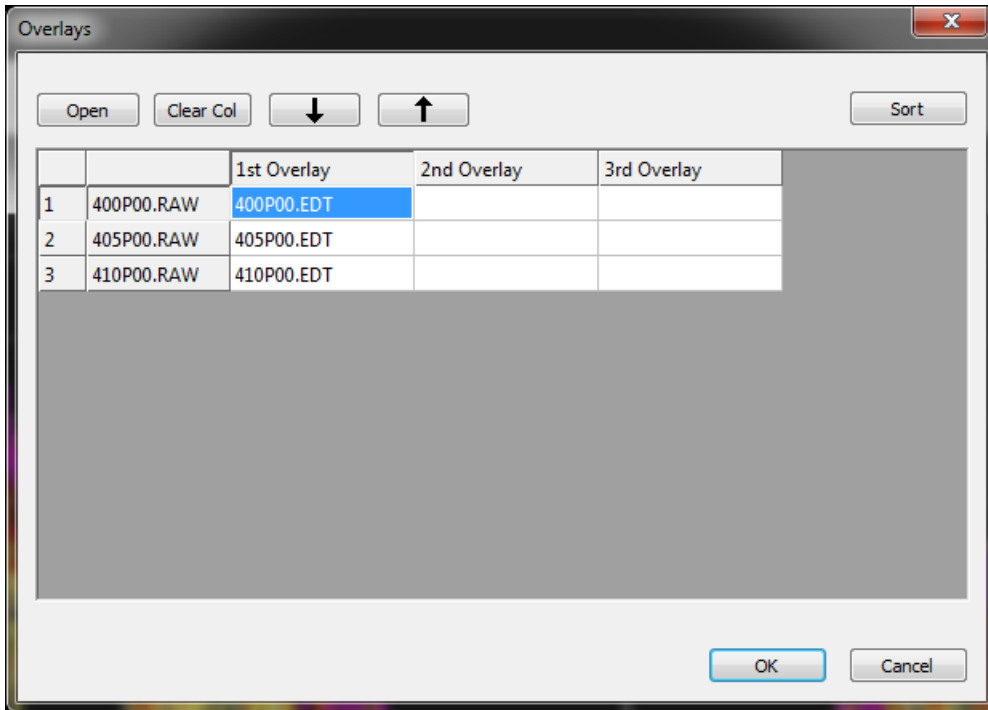 Overlays
Open Clear Col Sort
1st Overlay 2nd Overlay 3rd Overlay
1 400P00.RAW 400P00.EDT
2 405P00.RAW 405P00.EDT
3 410P00.RAW 410P00.EDT
OK Cancel